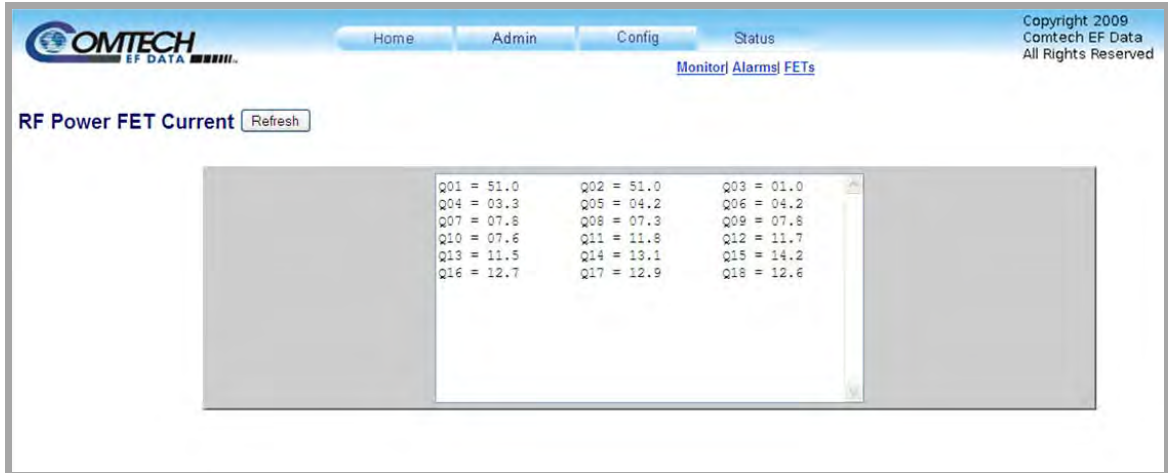 COMTECH
EF DATA
Home Admin Config Status
Monitor| Alarms| FETs
Copyright 2009
Comtech EF Data
All Rights Reserved
RF Power FET Current Refresh
Q01 = 51.0 Q02 = 51.0 Q03 = 01.0
Q04 = 03.3 Q05 = 04.2 Q06 = 04.2
Q07 = 07.8 Q08 = 07.3 Q09 = 07.8
Q10 = 07.6 Q11 = 11.8 Q12 = 11.7
Q13 = 11.5 Q14 = 13.1 Q15 = 14.2
Q16 = 12.7 Q17 = 12.9 Q18 = 12.6